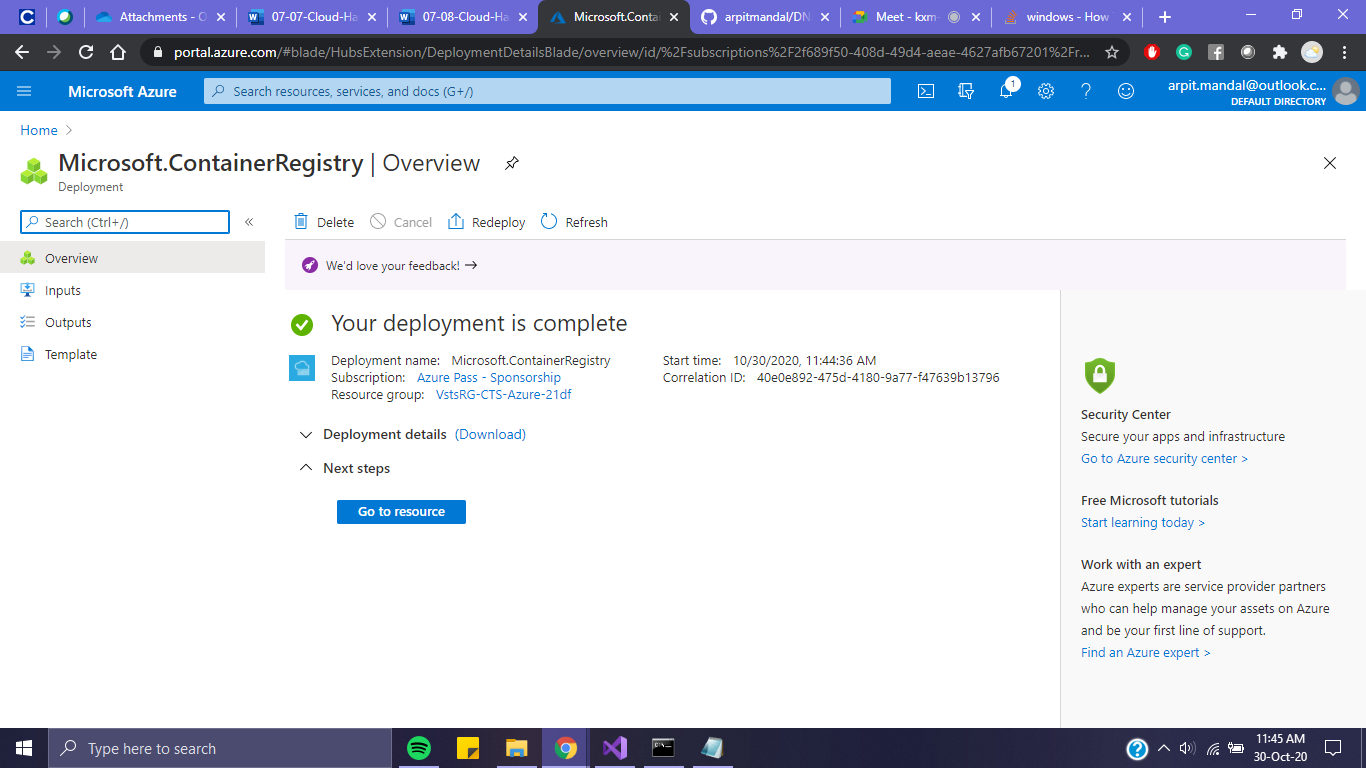 Attachments - O
07-07-Cloud-Ha
07-08-Cloud-Ha
Microsoft.Contai
arpitmandal/DN
Meet - kxm-
windows - How
portal.azure.com/#blade/HubsExtension/DeploymentDetailsBlade/overview/id/%2Fsubscriptions%2F2f689f50-408d-49d4-aeae-4627afb67201%2Fr...
Microsoft Azure
Search resources, services, and docs (G+/)
1
arpit.mandal@outlook.c...
DEFAULT DIRECTORY
Home
Microsoft.ContainerRegistry | Overview
Deployment
Search (Ctrl+/)
«
Delete
Cancel
Redeploy
Refresh
Overview
Inputs
Outputs
Template
We'd love your feedback! →
Your deployment is complete
Deployment name: Microsoft.ContainerRegistry
Subscription: Azure Pass - Sponsorship
Resource group: VstsRG-CTS-Azure-21df
Start time: 10/30/2020, 11:44:36 AM
Correlation ID: 40e0e892-475d-4180-9a77-f47639b13796
Deployment details (Download)
Next steps
Go to resource
Security Center
Secure your apps and infrastructure
Go to Azure security center >
Free Microsoft tutorials
Start learning today >
Work with an expert
Azure experts are service provider partners
who can help manage your assets on Azure
and be your first line of support.
Find an Azure expert >
Type here to search
11:45 AM
30-Oct-20